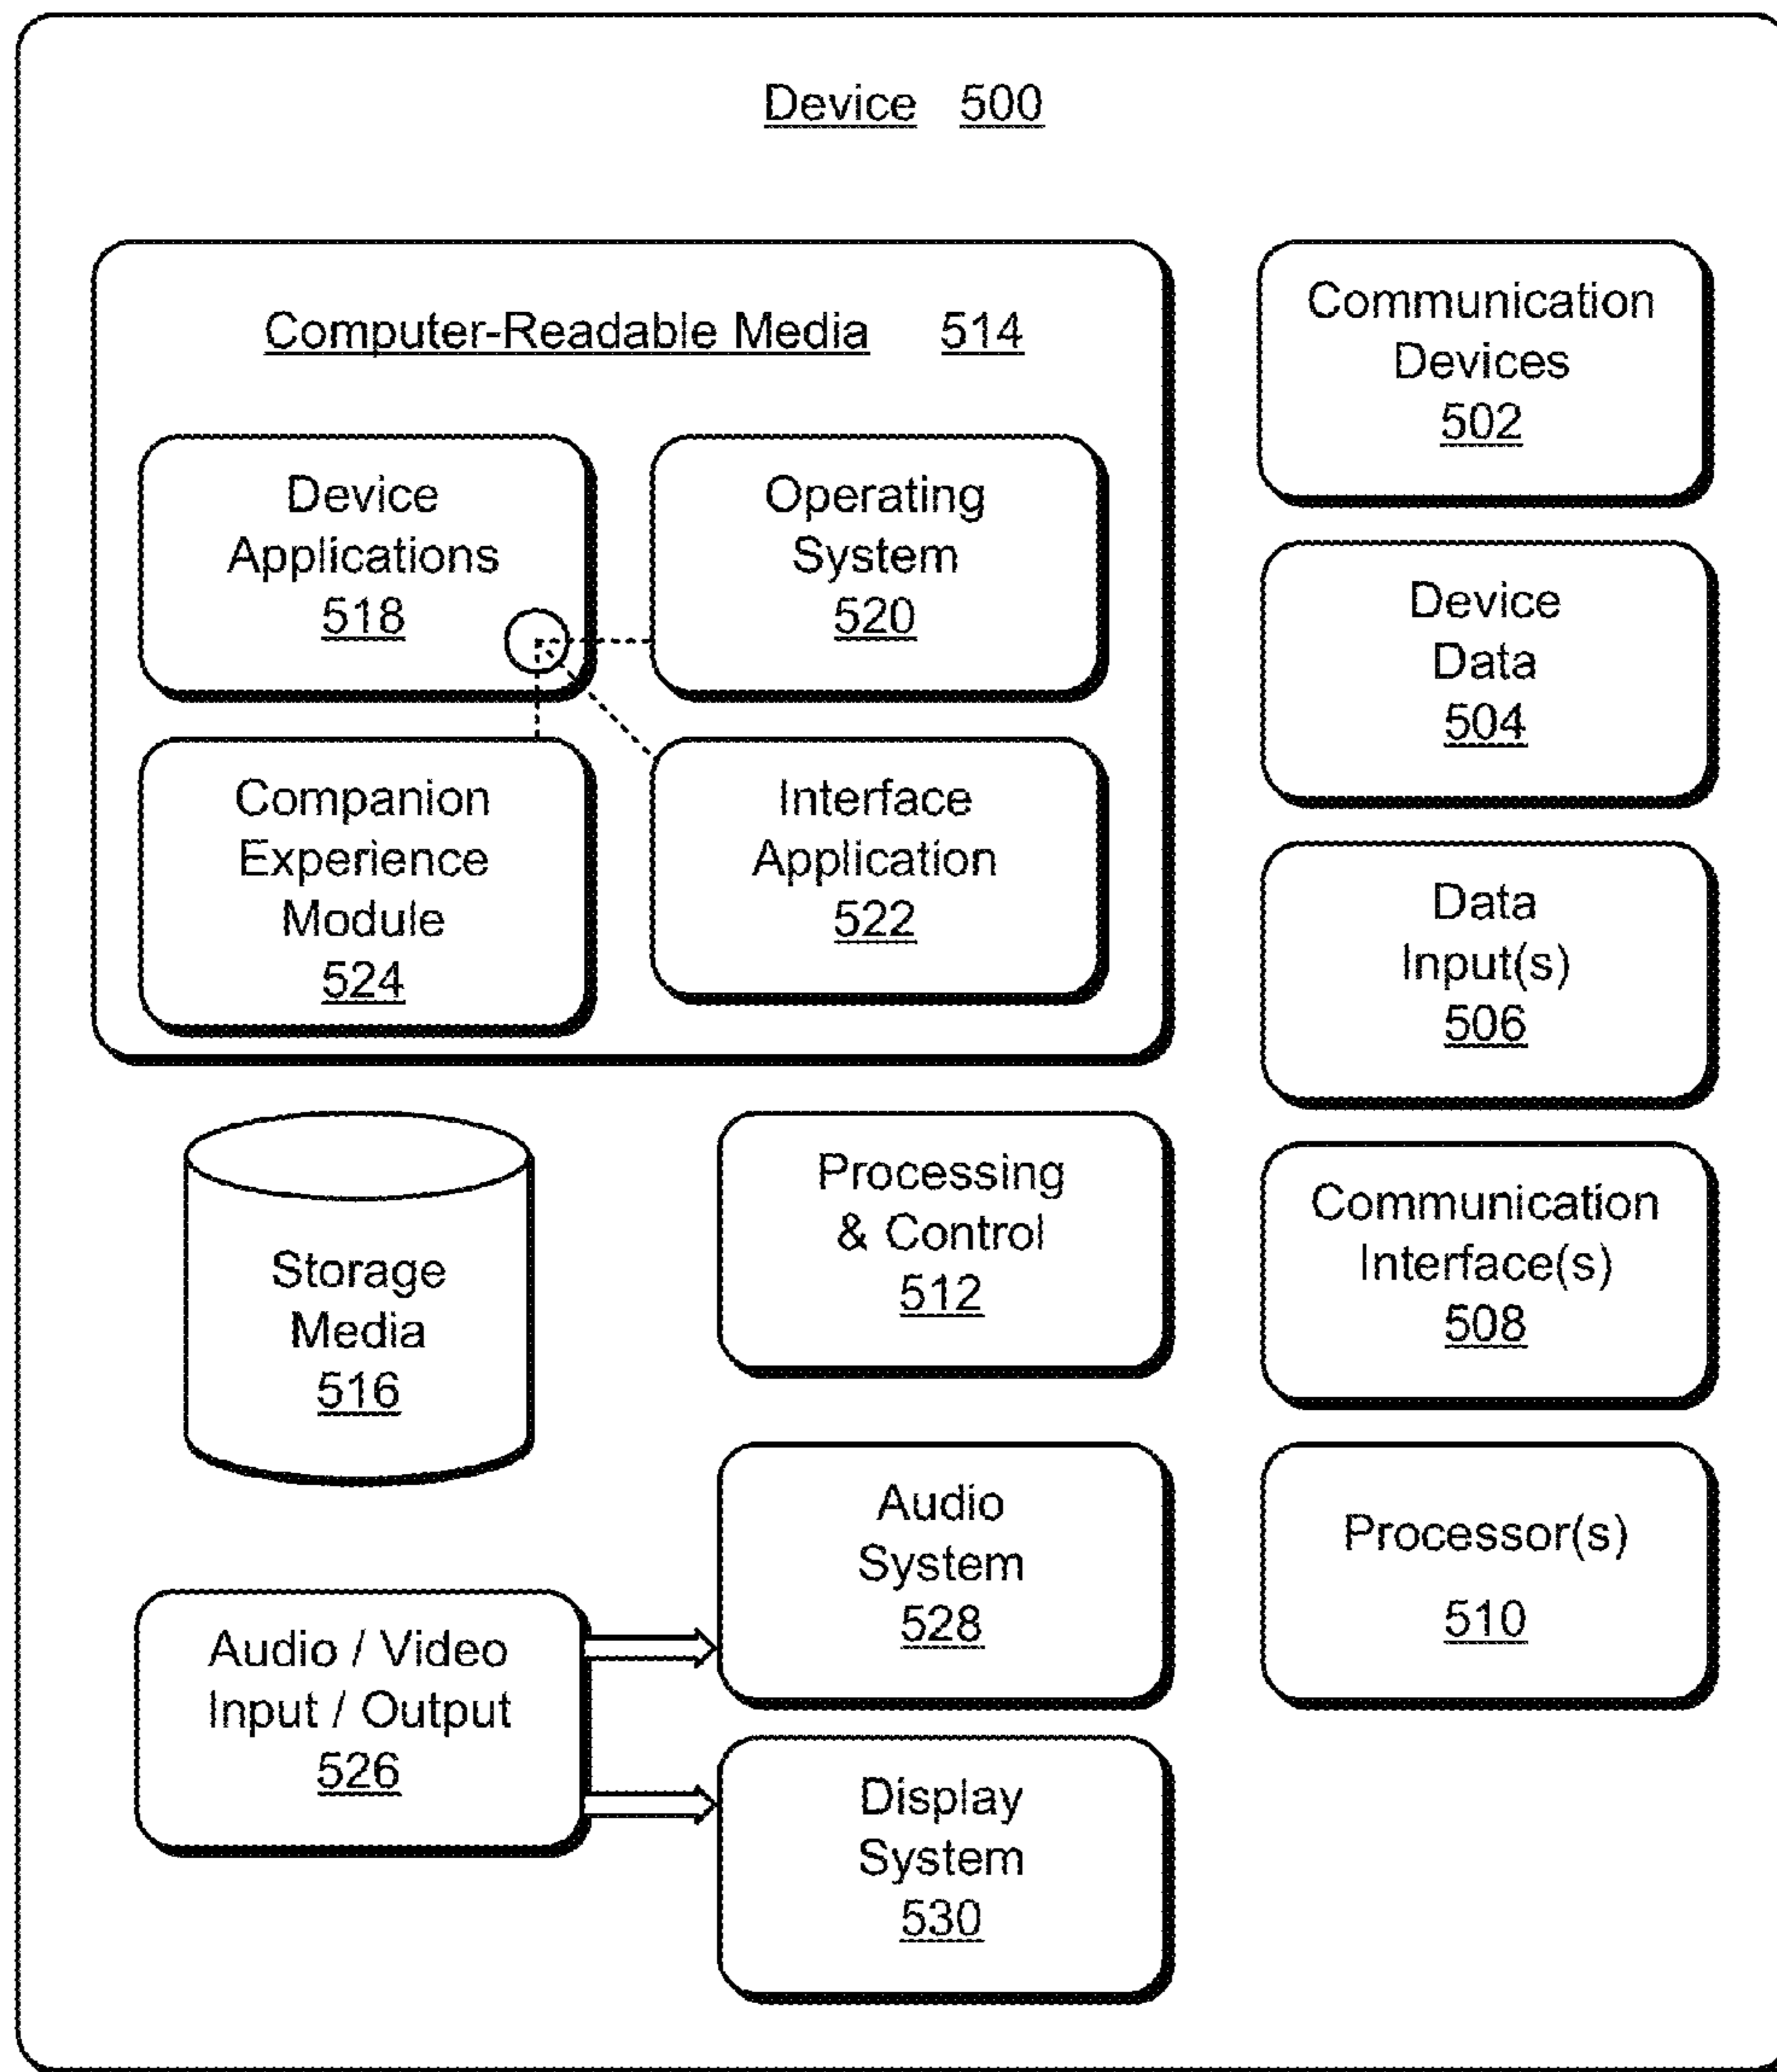 Device 500
Computer-Readable Media 514
Device
Applications
518
Operating
System
520
Companion
Experience
Module
524
Interface
Application
522
Communication
Devices
502
Device
Data
504
Data
Input(s)
506
Communication
Interface(s)
508
Processor(s)
510
Storage
Media
516
Processing
& Control
512
Audio / Video
Input / Output
526
Audio
System
528
Display
System
530